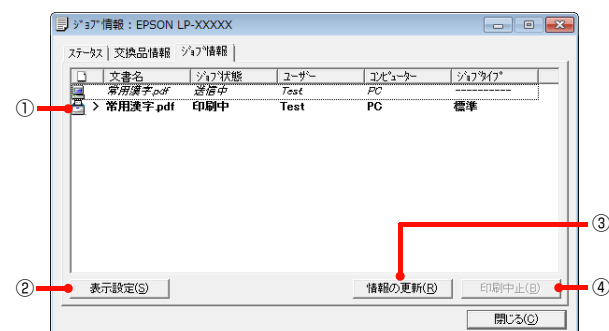 ジョブ情報：EPSON LP-XXXXX
ステータス 交換品情報 ジョブ情報
文書名 ジョブ状態 ユーザー コンピューター ジョブタイプ
常用漢字.pdf 送信中 Test PC ----------
① > 常用漢字.pdf 印刷中 Test PC 標準
③
② 表示設定(S) 情報の更新(R) 印刷中止(B) ④
閉じる(C)